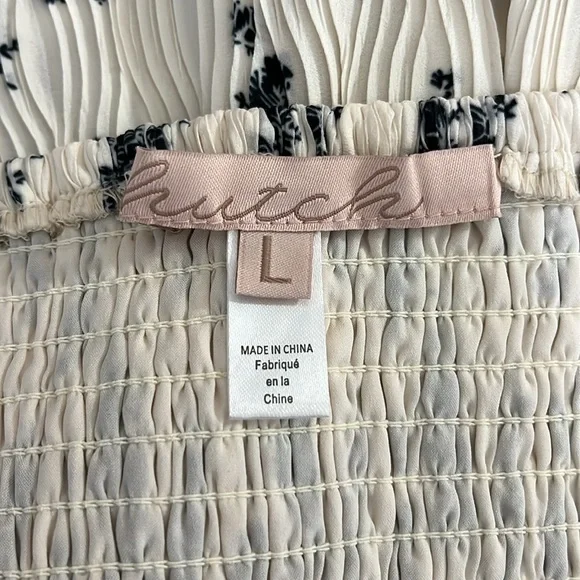 hutch
L
MADE IN CHINA
Fabriqué
en la
Chine